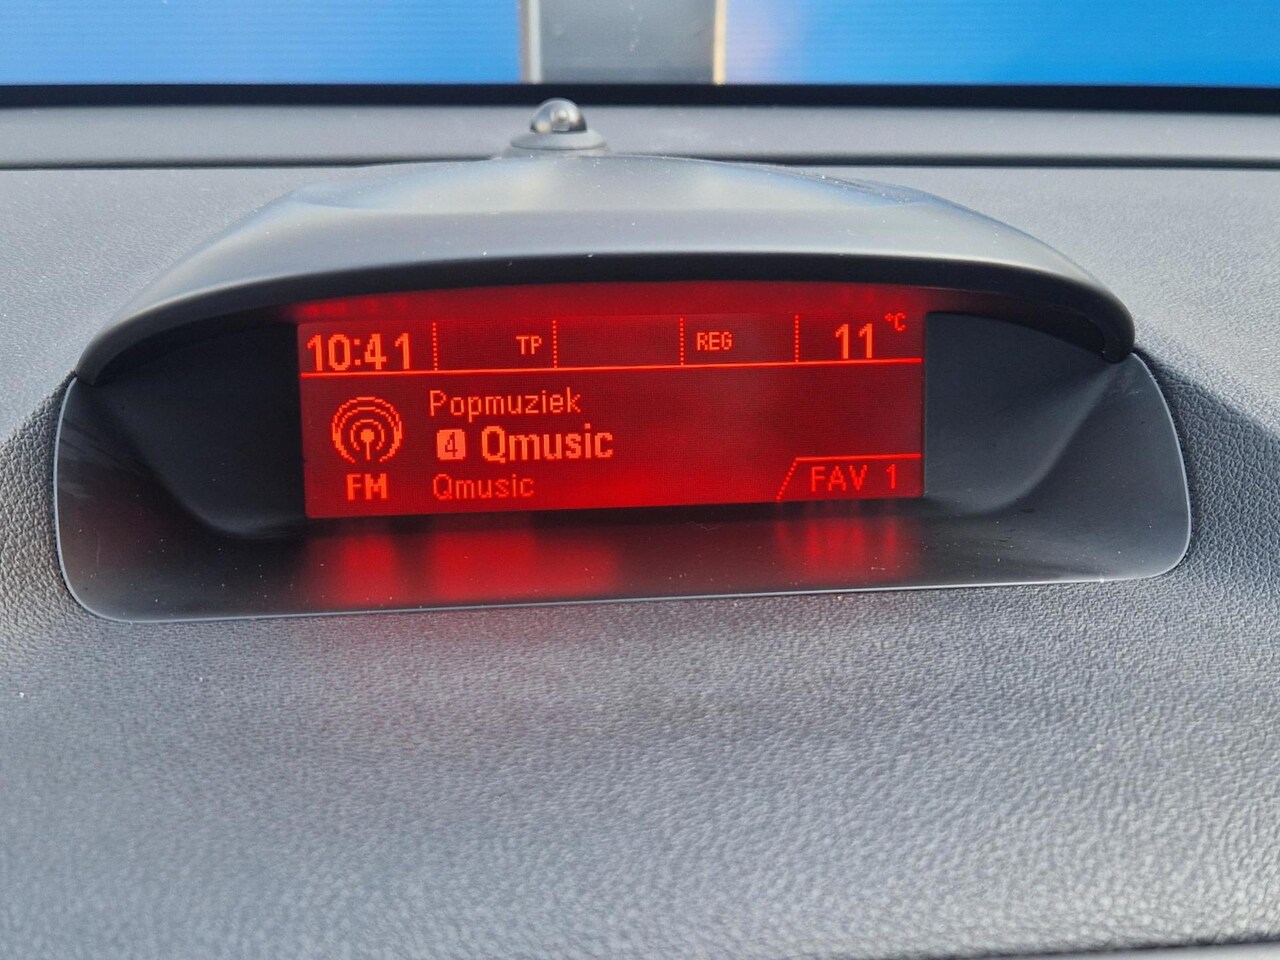 10:41 TP REG 11 °C
Popmuziek
4 Qmusic
FM Qmusic FAV 1